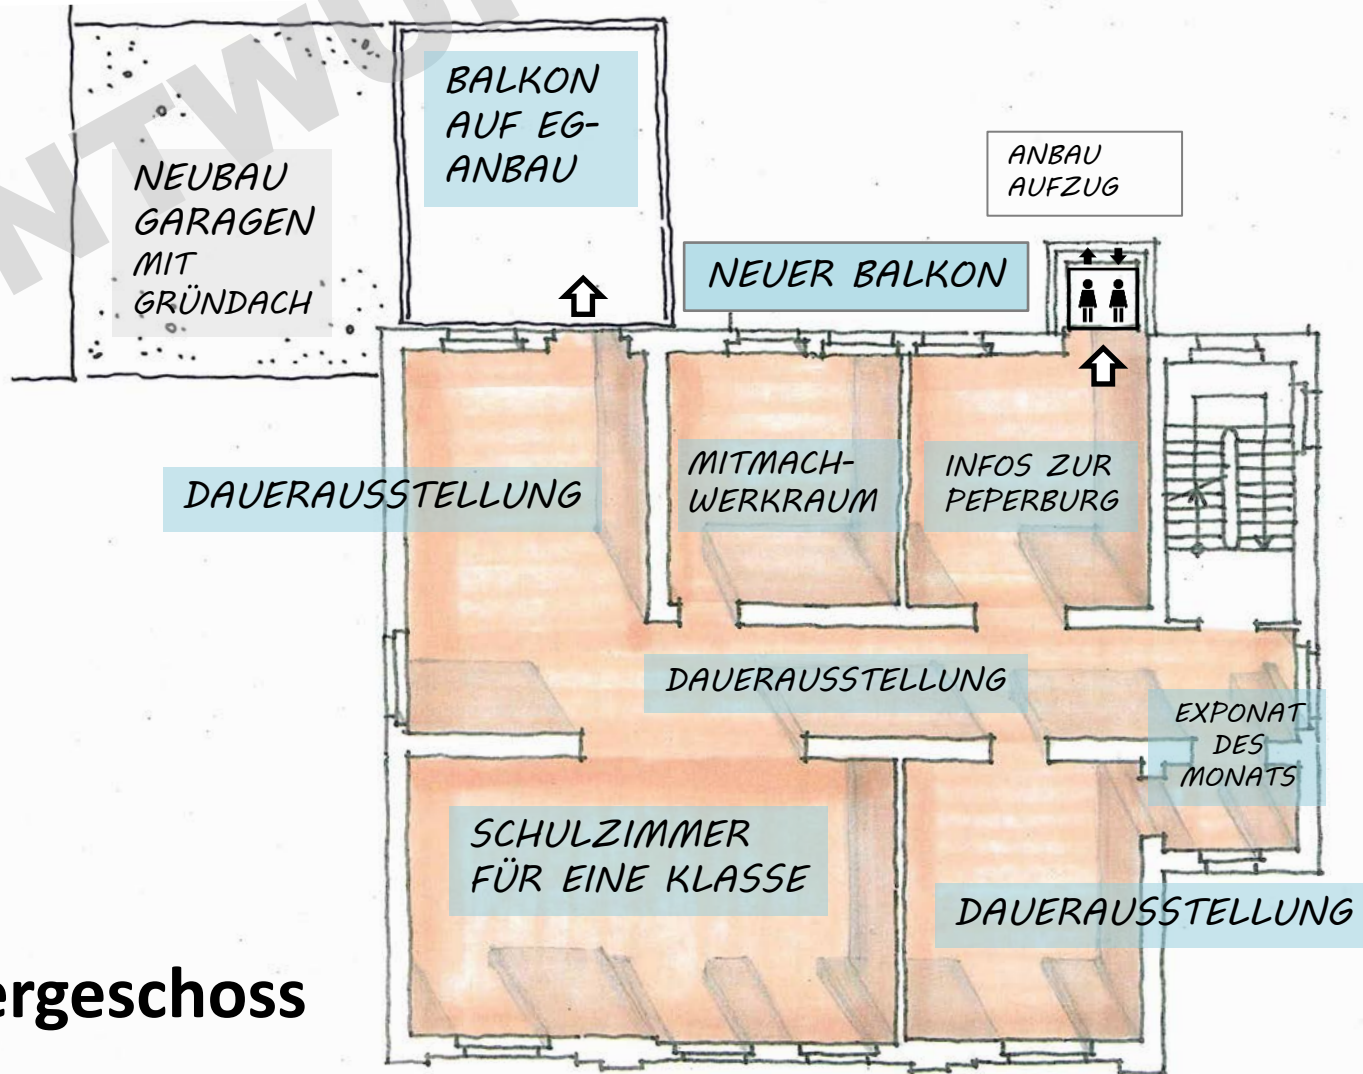 NTWU
BALKON
AUF EG-
ANBAU
NEUBAU
GARAGEN
MIT
GRÜNDACH
ANBAU
AUFZUG
NEUER BALKON
DAUERAUSSTELLUNG
MITMACH-
WERKRAUM
INFOS ZUR
PEPERBURG
DAUERAUSSTELLUNG
EXPONAT
DES
MONATS
SCHULZIMMER
FÜR EINE KLASSE
DAUERAUSSTELLUNG
ergeschoss